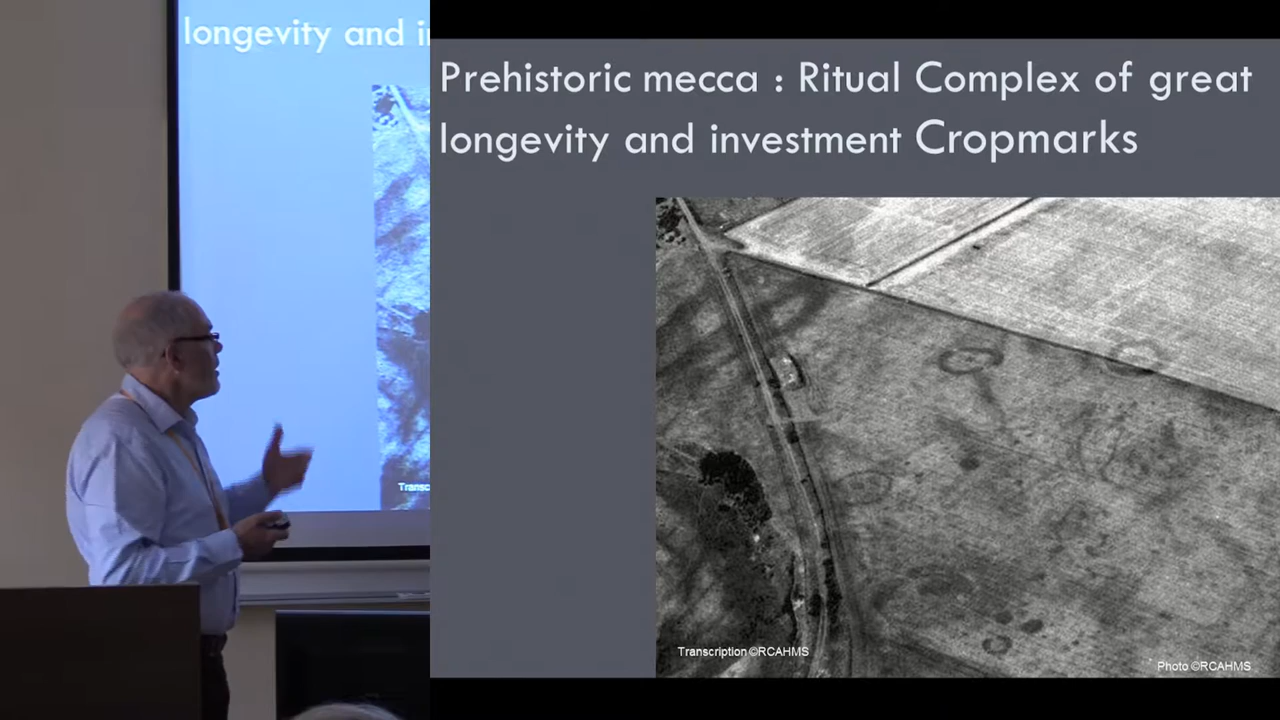 longevity and i
Transc
Prehistoric mecca : Ritual Complex of great
longevity and investment Cropmarks
Transcription ©RCAHMS
Photo ©RCAHMS